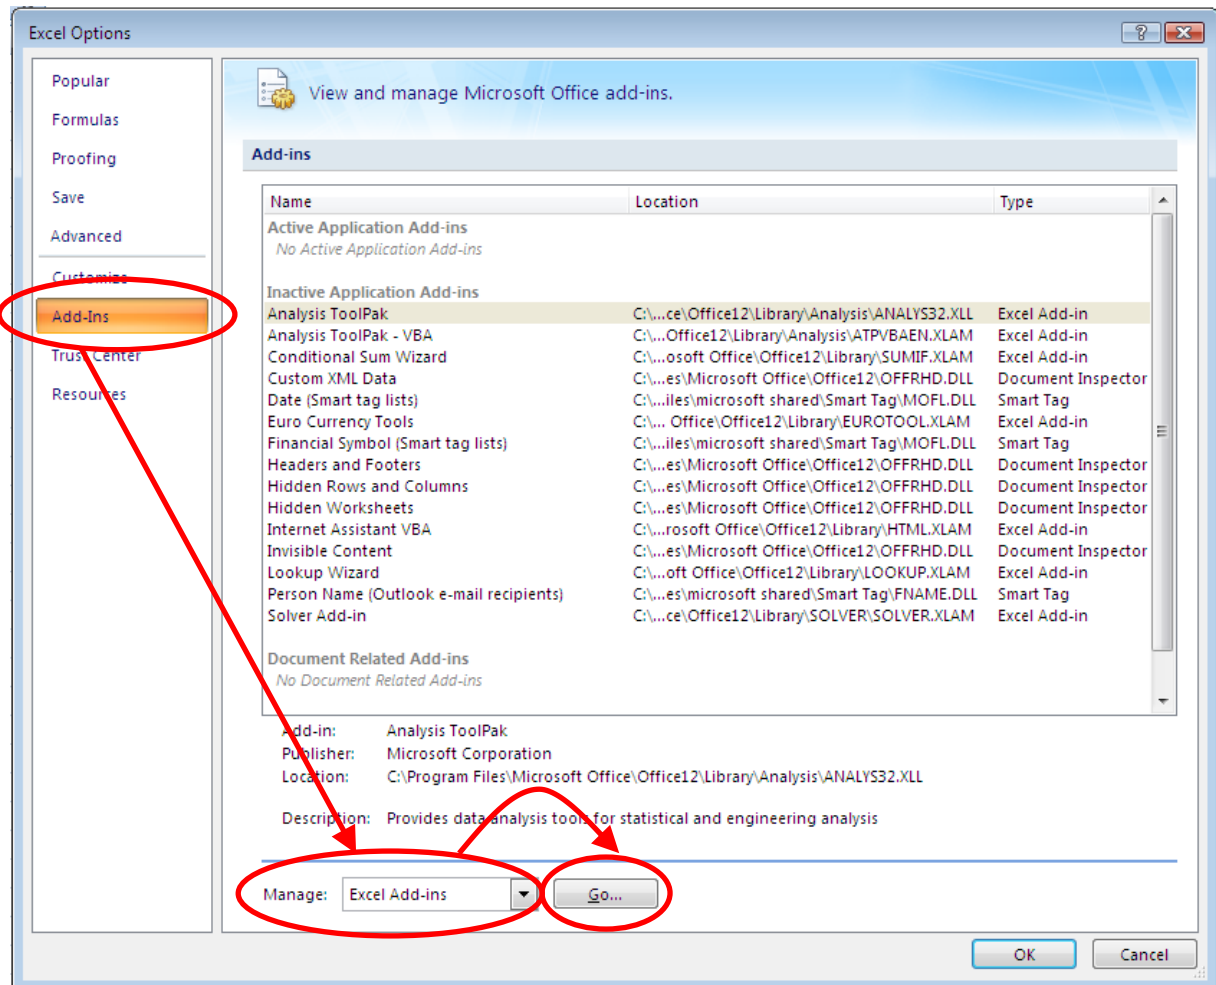 Excel Options
Popular
Formulas
Proofing
Save
Advanced
Customize
Add-Ins
Trust Center
Resources
View and manage Microsoft Office add-ins.
Add-ins
Name Location Type
Active Application Add-ins
No Active Application Add-ins
Inactive Application Add-ins
Analysis ToolPak C:\...ce\Office12\Library\Analysis\ANALYS32.XLL Excel Add-in
Analysis ToolPak - VBA C:\...Office12\Library\Analysis\ATPVBAEN.XLAM Excel Add-in
Conditional Sum Wizard C:\...osoft Office\Office12\Library\SUMIF.XLAM Excel Add-in
Custom XML Data C:\...es\Microsoft Office\Office12\OFFRHD.DLL Document Inspector
Date (Smart tag lists) C:\...iles\microsoft shared\Smart Tag\MOFL.DLL Smart Tag
Euro Currency Tools C:\... Office\Office12\Library\EUROTOOL.XLAM Excel Add-in
Financial Symbol (Smart tag lists) C:\...iles\microsoft shared\Smart Tag\MOFL.DLL Smart Tag
Headers and Footers C:\...es\Microsoft Office\Office12\OFFRHD.DLL Document Inspector
Hidden Rows and Columns C:\...es\Microsoft Office\Office12\OFFRHD.DLL Document Inspector
Hidden Worksheets C:\...es\Microsoft Office\Office12\OFFRHD.DLL Document Inspector
Internet Assistant VBA C:\...rosoft Office\Office12\Library\HTML.XLAM Excel Add-in
Invisible Content C:\...es\Microsoft Office\Office12\OFFRHD.DLL Document Inspector
Lookup Wizard C:\...oft Office\Office12\Library\LOOKUP.XLAM Excel Add-in
Person Name (Outlook e-mail recipients) C:\...es\microsoft shared\Smart Tag\FNAME.DLL Smart Tag
Solver Add-in C:\...ce\Office12\Library\SOLVER\SOLVER.XLAM Excel Add-in
Document Related Add-ins
No Document Related Add-ins
Add-in: Analysis ToolPak
Publisher: Microsoft Corporation
Location: C:\Program Files\Microsoft Office\Office12\Library\Analysis\ANALYS32.XLL
Description: Provides data analysis tools for statistical and engineering analysis
Manage: Excel Add-ins Go...
OK Cancel